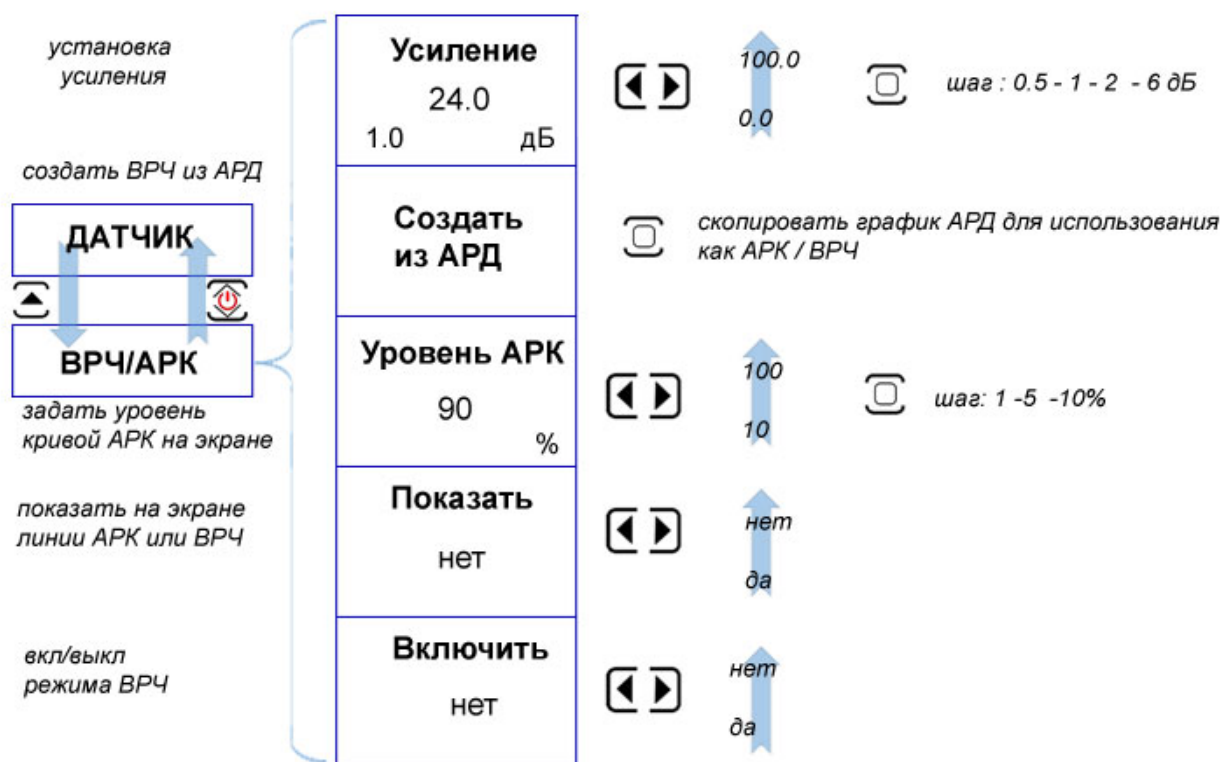 установка
усиления
Усиление
24.0
1.0 дБ
100.0
0.0
шаг : 0.5 - 1 - 2 - 6 дБ
создать ВРЧ из АРД
ДАТЧИК
Создать
из АРД
скопировать график АРД для использования
как АРК / ВРЧ
ВРЧ/АРК
задать уровень
кривой АРК на экране
Уровень АРК
90
%
100
10
шаг: 1 -5 -10%
показать на экране
линии АРК или ВРЧ
Показать
нет
нет
да
вкл/выкл
режима ВРЧ
Включить
нет
нет
да